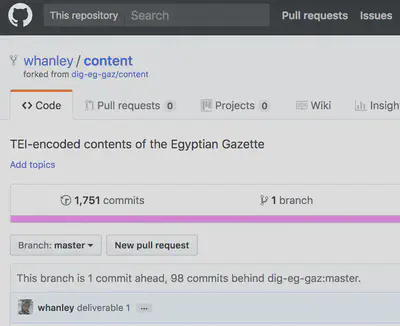 This repository Search Pull requests Issues
whanley / content
forked from dig-eg-gaz/content
Code Pull requests 0 Projects 0 Wiki Insigh
TEI-encoded contents of the Egyptian Gazette
Add topics
1,751 commits 1 branch
Branch: master New pull request
This branch is 1 commit ahead, 98 commits behind dig-eg-gaz:master.
whanley deliverable 1 ...